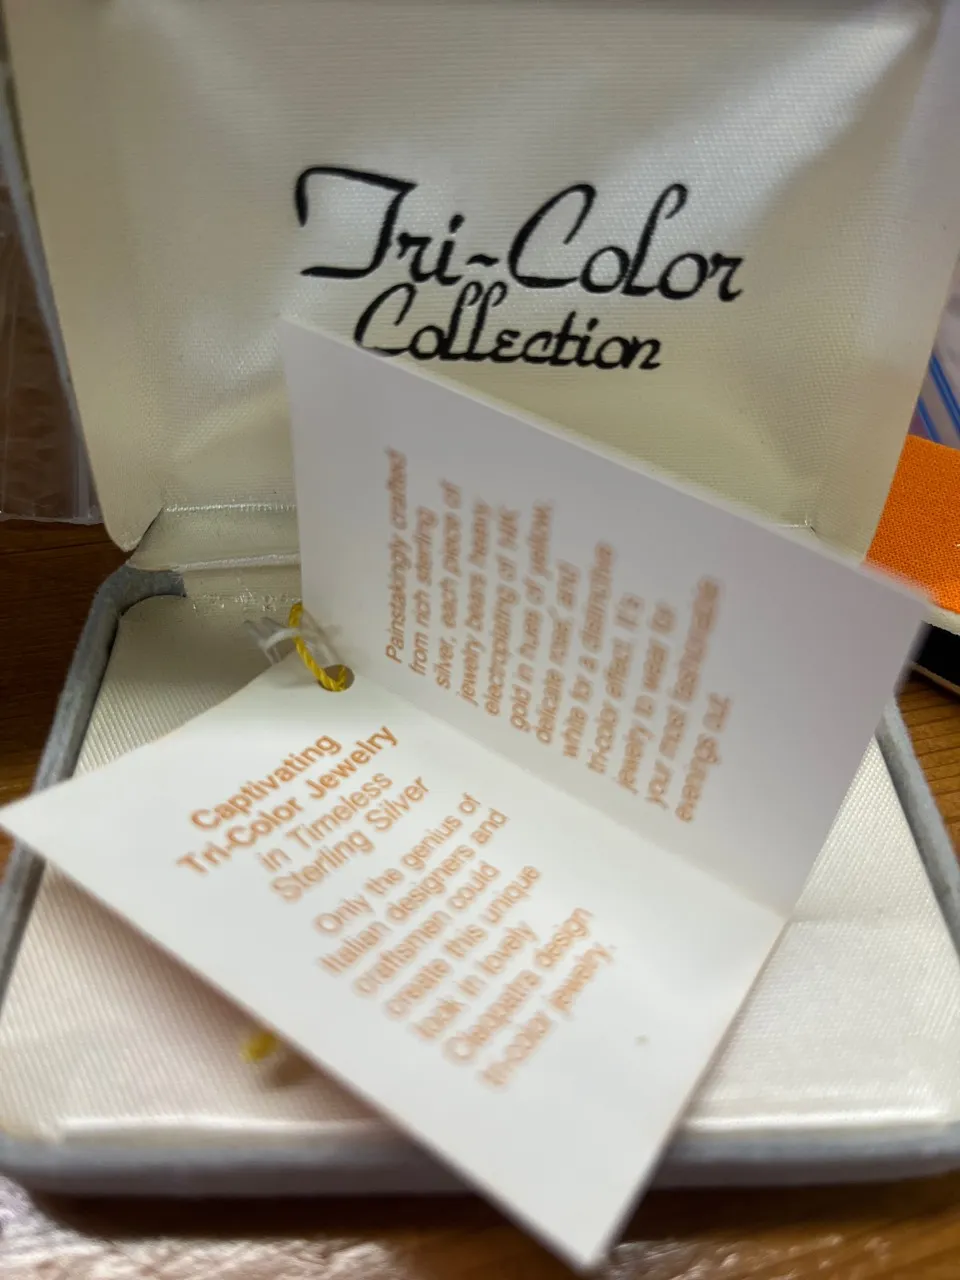 Tri-Color
Collection
Captivating
Tri-Color Jewelry
in Timeless
Sterling Silver
Only the genius of
Italian designers and
craftsmen could
create this unique
look in lovely
Cleopatra design
tri-color jewelry.
Painstakingly crafted
from rich sterling
silver, each piece of
jewelry bears heavy
electroplating of 14K
gold in hues of yellow,
delicate rose, and
white for a distinctive
tri-color effect. It's
jewelry to wear for
your most fashionable
evenings out.